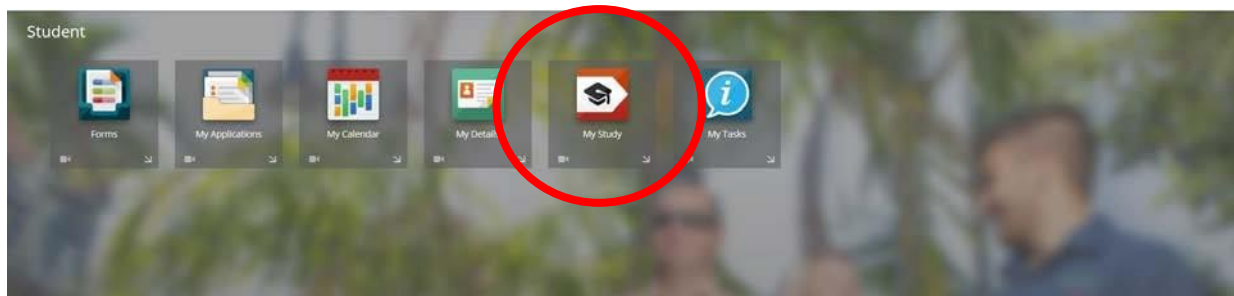 Student
Forms
My Applications
My Calendar
My Details
My Study
My Tasks